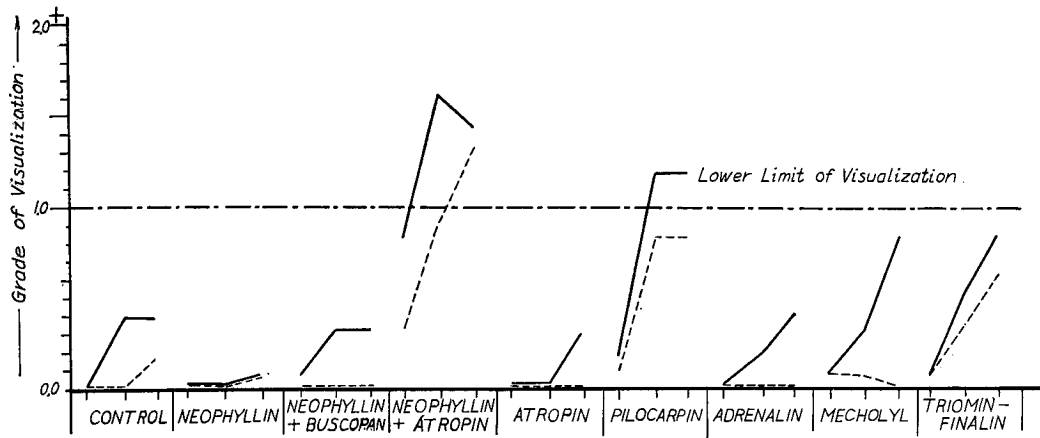 Grade of Visualization
2.0
1.0
0.0
Lower Limit of Visualization.
CONTROL
NEOPHYLLIN
NEOPHYLLIN
+ BUSCOPAN
NEOPHYLLIN
+ ATROPIN
ATROPIN
PILOCARPIN
ADRENALIN
MECHOLYL
TRIOMIN-
FINALIN